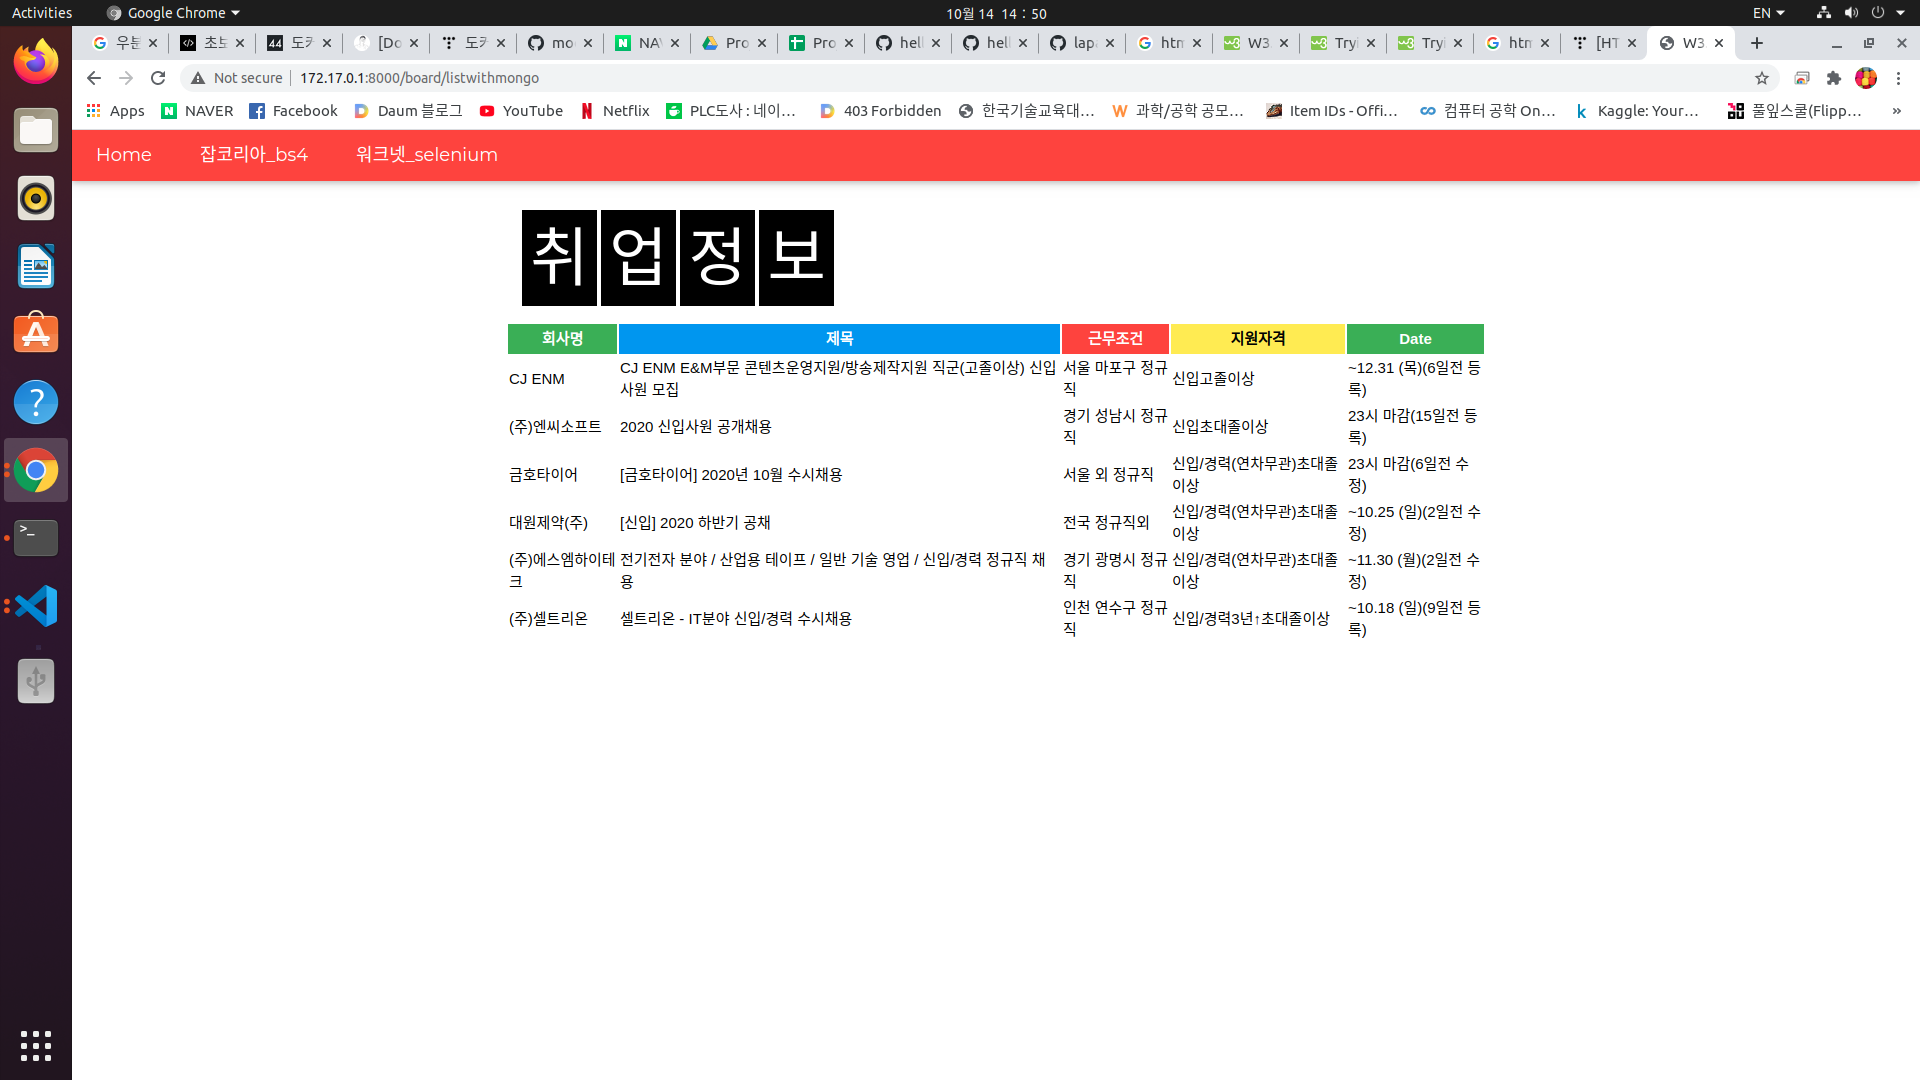 Activities Google Chrome 10월 14 14 : 50 EN
우분 초보 도커 [Do 도커 mo NAV Pro Pro hell hell lap htm W3. Tryi Tryi htm [HT W3
Not secure 172.17.0.1:8000/board/listwithmongo
Apps NAVER Facebook Daum 블로그 YouTube Netflix PLC도사 : 네이... 403 Forbidden 한국기술교육대... 과학/공학 공모... Item IDs - Offi... 컴퓨터 공학 On... Kaggle: Your... 풀잎스쿨(Flipp... »
Home 잡코리아_bs4 워크넷_selenium
취업정보
회사명 제목 근무조건 지원자격 Date
CJ ENM
CJ ENM E&M부문 콘텐츠운영지원/방송제작지원 직군(고졸이상) 신입
사원 모집
서울 마포구 정규
직
신입고졸이상
~12.31 (목)(6일전 등
록)
(주)엔씨소프트
2020 신입사원 공개채용
경기 성남시 정규
직
신입초대졸이상
23시 마감(15일전 등
록)
금호타이어
[금호타이어] 2020년 10월 수시채용
서울 외 정규직
신입/경력(연차무관)초대졸
이상
23시 마감(6일전 수
정)
대원제약(주)
[신입] 2020 하반기 공채
전국 정규직외
신입/경력(연차무관)초대졸
이상
~10.25 (일)(2일전 수
정)
(주)에스엠하이테
크
전기전자 분야 / 산업용 테이프 / 일반 기술 영업 / 신입/경력 정규직 채
용
경기 광명시 정규
직
신입/경력(연차무관)초대졸
이상
~11.30 (월)(2일전 수
정)
(주)셀트리온
셀트리온 - IT분야 신입/경력 수시채용
인천 연수구 정규
직
신입/경력3년↑초대졸이상
~10.18 (일)(9일전 등
록)